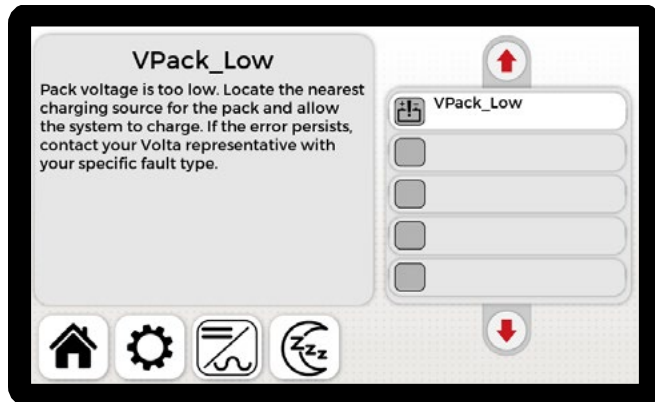 VPack_Low
Pack voltage is too low. Locate the nearest
charging source for the pack and allow
the system to charge. If the error persists,
contact your Volta representative with
your specific fault type.
VPack_Low
zzz